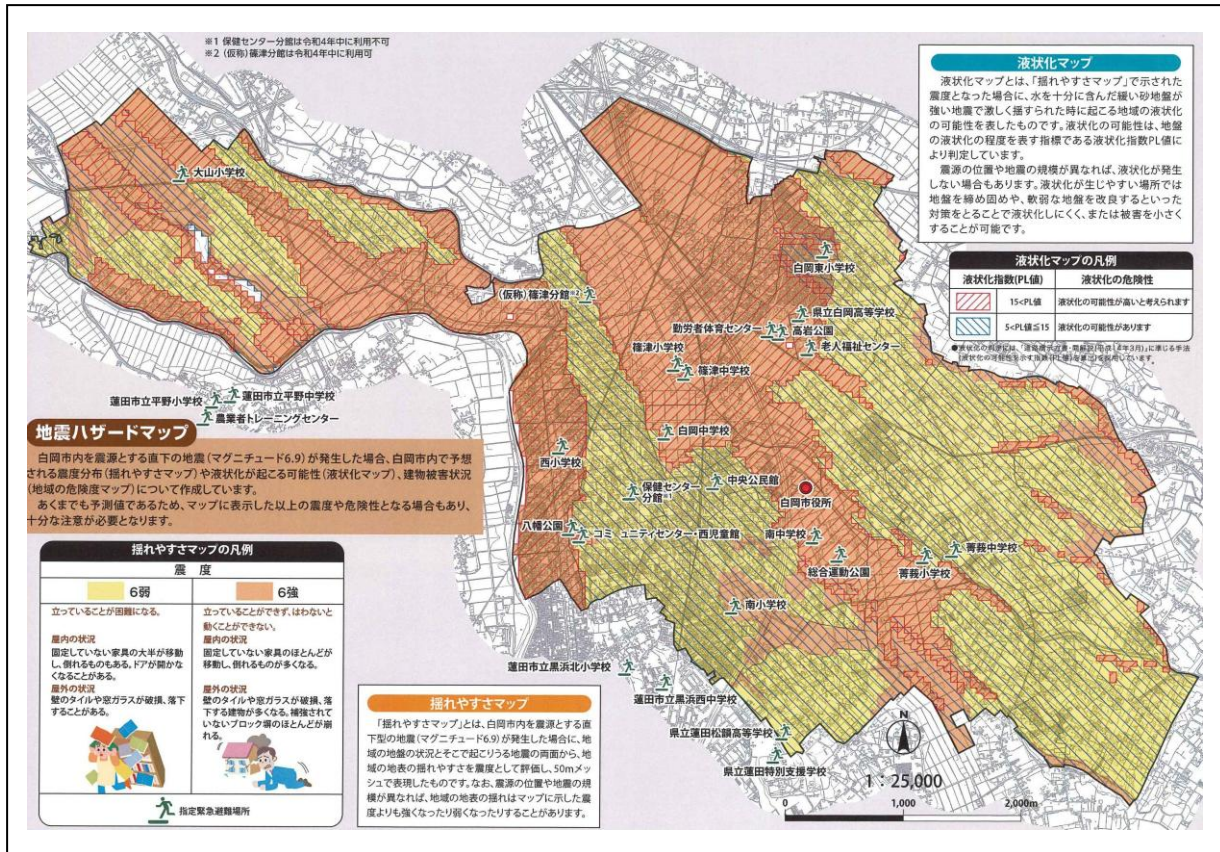 ※1 保健センター分館は令和4年中に利用不可
※2 (仮称)篠津分館は令和4年中に利用可
液状化マップ
液状化マップとは、「揺れやすさマップ」で示された
震度となった場合に、水を十分に含んだ緩い砂地盤が
強い地震で激しく揺すられた時に起こる地域の液状化
の可能性を表したものです。液状化の可能性は、地盤
の液状化の程度を表す指標である液状化指数PL値に
より判定しています。
震源の位置や地震の規模が異なれば、液状化が発生
しない場合もあります。液状化が生じやすい場所では
地盤を締め固めや、軟弱な地盤を改良するといった
対策をとることで液状化しにくく、または被害を小さく
することが可能です。
液状化マップの凡例
液状化指数(PL値) 液状化の危険性
15<PL値 液状化の可能性が高いと考えられます
5<PL値≦15 液状化の可能性があります
大山小学校
白岡東小学校
(仮称)篠津分館※2
県立白岡高等学校
勤労者体育センター
高岩公園
老人福祉センター
篠津小学校
篠津中学校
蓮田市立平野小学校
蓮田市立平野中学校
農業者トレーニングセンター
白岡中学校
西小学校
保健センター
分館※1
中央公民館
白岡市役所
八幡公園
コミュニティセンター・西児童館
南中学校
総合運動公園
菁莪小学校
菁莪中学校
南小学校
蓮田市立黒浜北小学校
蓮田市立黒浜西中学校
県立蓮田松韻高等学校
県立蓮田特別支援学校
地震ハザードマップ
白岡市内を震源とする直下の地震(マグニチュード6.9)が発生した場合、白岡市内で予想
される震度分布(揺れやすさマップ)や液状化が起こる可能性(液状化マップ)、建物被害状況
(地域の危険度マップ)について作成しています。
あくまでも予測値であるため、マップに表示した以上の震度や危険性となる場合もあり、
十分な注意が必要となります。
揺れやすさマップの凡例
震度
6弱
6強
立っていることが困難になる。
屋内の状況
固定していない家具の大半が移動
し、倒れるものもある。ドアが開かな
くなることがある。
屋外の状況
壁のタイルや窓ガラスが破損、落下
することがある。
立っていることができず、はわないと
動くことができない。
屋内の状況
固定していない家具のほとんどが
移動し、倒れるものが多くなる。
屋外の状況
壁のタイルや窓ガラスが破損、落
下する建物が多くなる。補強されて
いないブロック塀のほとんどが崩
れる。
指定緊急避難場所
揺れやすさマップ
「揺れやすさマップ」とは、白岡市内を震源とする直
下型の地震(マグニチュード6.9)が発生した場合に、地
域の地盤の状況とそこで起こりうる地震の両面から、地
域の地表の揺れやすさを震度として評価し、50mメッ
シュで表現したものです。なお、震源の位置や地震の規
模が異なれば、地域の地表の揺れはマップに示した震
度よりも強くなったり弱くなったりすることがあります。
N
1:25,000
0 1,000 2,000m